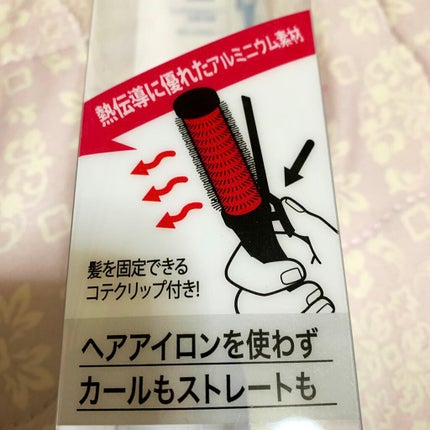 熱伝導に優れたアルミニウム素材
髪を固定できる
コテクリップ付き!
ヘアアイロンを使わず
カールもストレートも